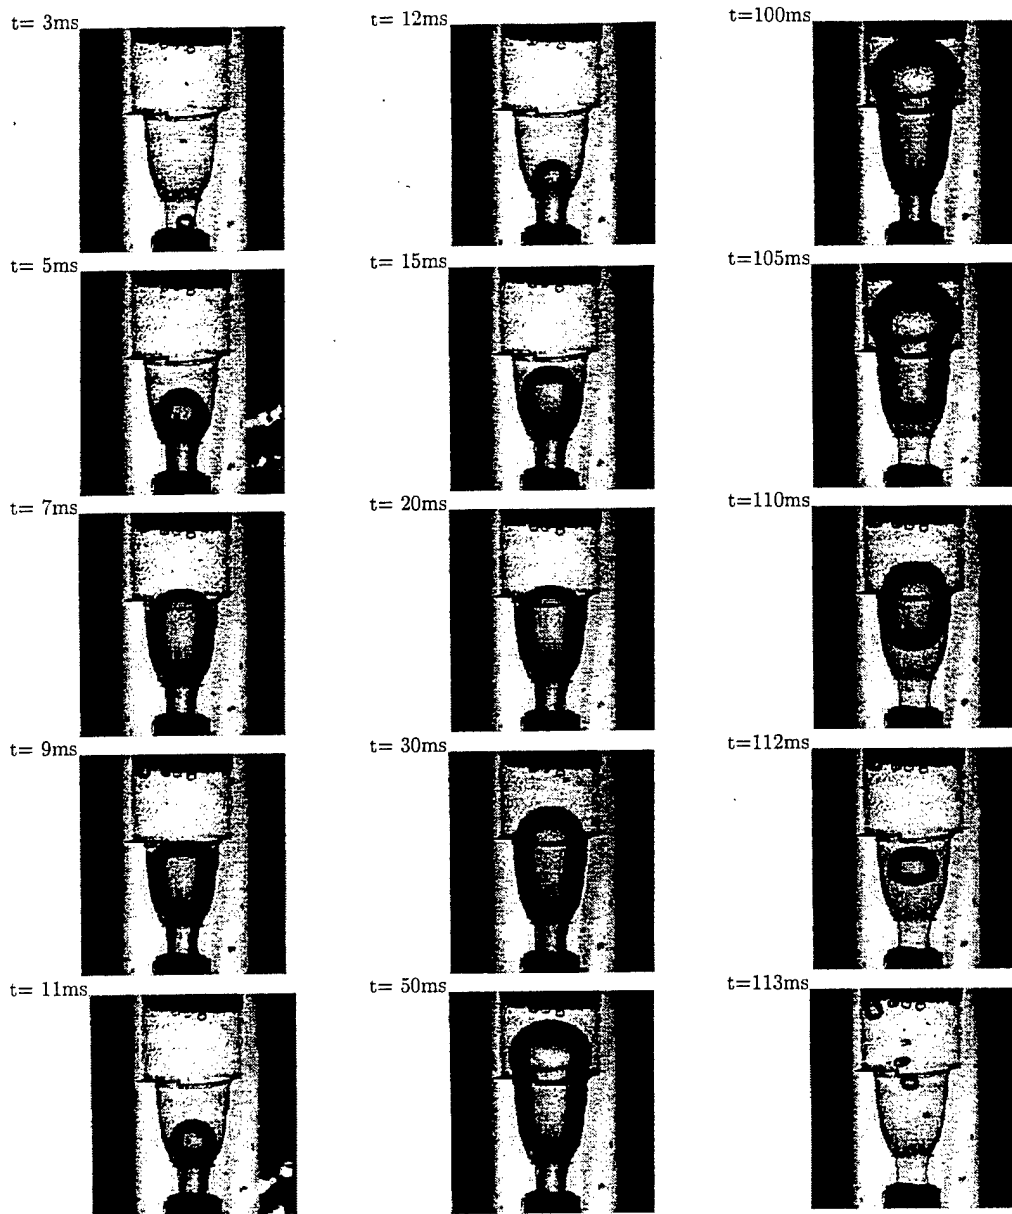 t= 3ms
t= 5ms
t= 7ms
t= 9ms
t= 11ms
t= 12ms
t= 15ms
t= 20ms
t= 30ms
t= 50ms
t=100ms
t=105ms
t=110ms
t=112ms
t=113ms